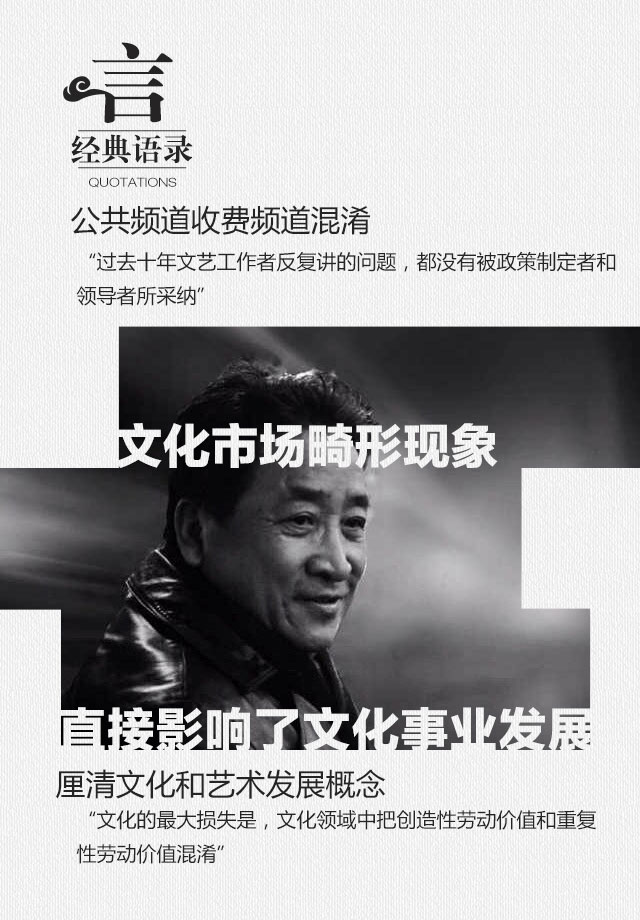 言
经典语录
QUOTATIONS
公共频道收费频道混淆
“过去十年文艺工作者反复讲的问题，都没有被政策制定者和
领导者所采纳”
文化市场畸形现象
直接影响了文化事业发展
厘清文化和艺术发展概念
“文化的最大损失是，文化领域中把创造性劳动价值和重复
性劳动价值混淆”